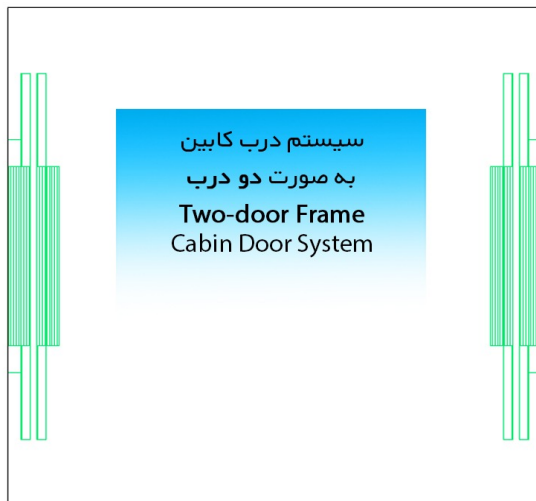 سیستم درب کابین
به صورت دو درب
Two-door Frame
Cabin Door System